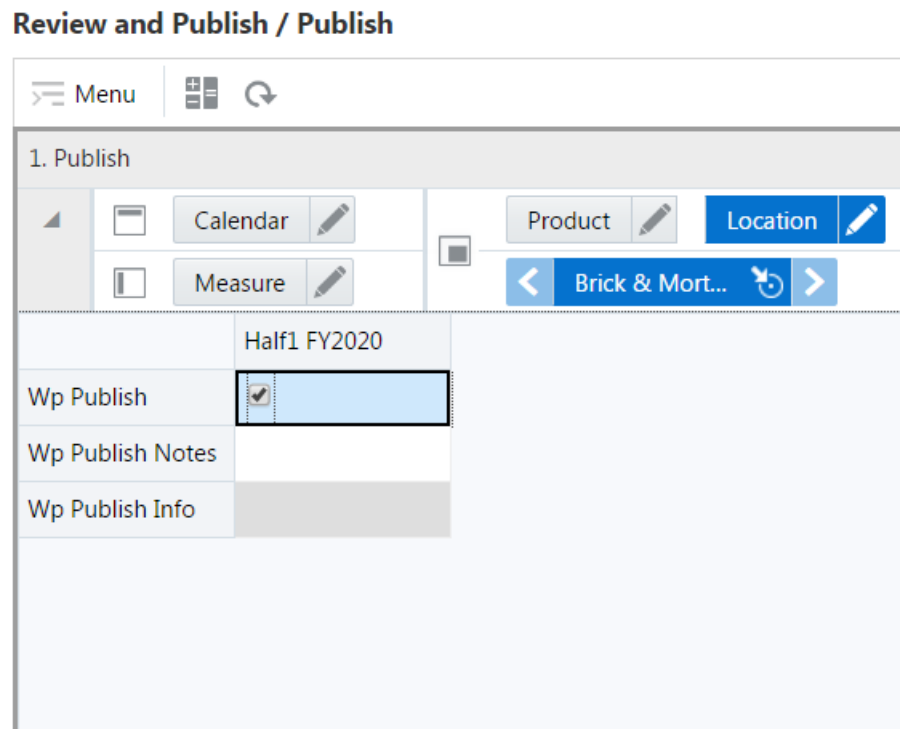 Review and Publish / Publish
Menu
1. Publish
Calendar
Product
Location
Measure
Brick & Mort...
Half1 FY2020
Wp Publish
Wp Publish Notes
Wp Publish Info